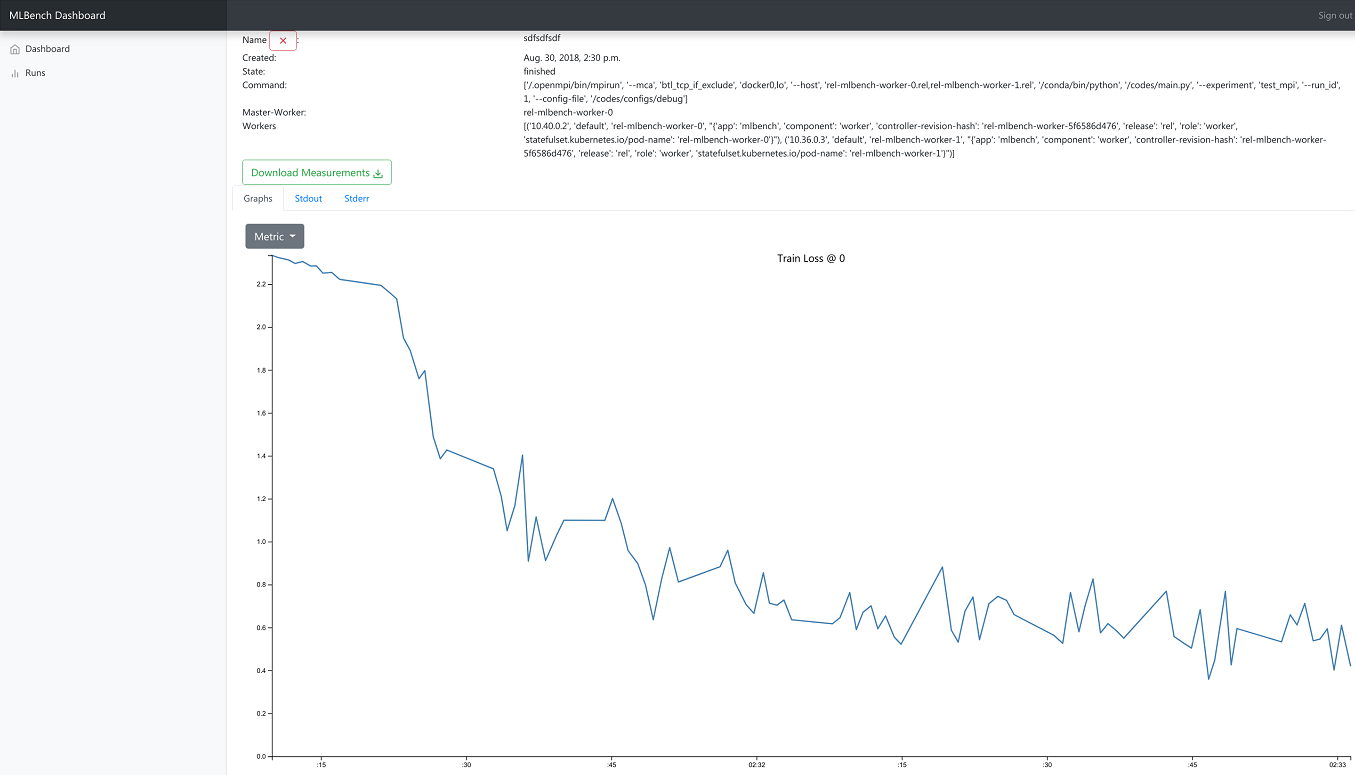 MLBench Dashboard
Sign out
Dashboard
Runs
Name × :
sdfsdfsdf
Created:
Aug. 30, 2018, 2:30 p.m.
State:
finished
Command:
['/.openmpi/bin/mpirun', '--mca', 'btl_tcp_if_exclude', 'docker0,lo', '--host', 'rel-mlbench-worker-0.rel,rel-mlbench-worker-1.rel', '/conda/bin/python', '/codes/main.py', '--experiment', 'test_mpi', '--run_id',
1, '--config-file', '/codes/configs/debug']
Master-Worker:
rel-mlbench-worker-0
Workers
[('10.40.0.2', 'default', 'rel-mlbench-worker-0', "{'app': 'mlbench', 'component': 'worker', 'controller-revision-hash': 'rel-mlbench-worker-5f6586d476', 'release': 'rel', 'role': 'worker',
'statefulset.kubernetes.io/pod-name': 'rel-mlbench-worker-0'}"), ('10.36.0.3', 'default', 'rel-mlbench-worker-1', "{'app': 'mlbench', 'component': 'worker', 'controller-revision-hash': 'rel-mlbench-worker-
5f6586d476', 'release': 'rel', 'role': 'worker', 'statefulset.kubernetes.io/pod-name': 'rel-mlbench-worker-1'}")]
Download Measurements
Graphs
Stdout
Stderr
Metric
Train Loss @ 0
2.2
2.0
1.8
1.6
1.4
1.2
1.0
0.8
0.6
0.4
0.2
0.0
:15
:30
:45
02:32
:15
:30
:45
02:33